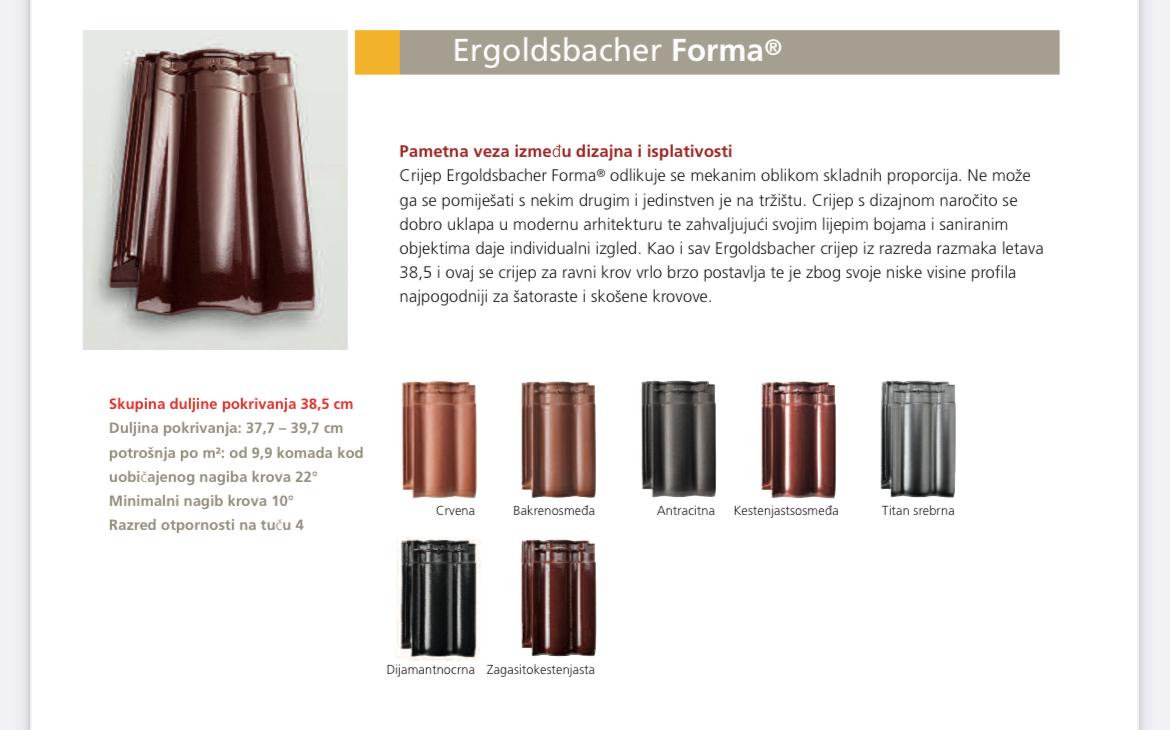 Ergoldsbacher Forma®
Pametna veza između dizajna i isplativosti
Crijep Ergoldsbacher Forma® odlikuje se mekanim oblikom skladnih proporcija. Ne može
ga se pomiješati s nekim drugim i jedinstven je na tržištu. Crijep s dizajnom naročito se
dobro uklapa u modernu arhitekturu te zahvaljujući svojim lijepim bojama i saniranim
objektima daje individualni izgled. Kao i sav Ergoldsbacher crijep iz razreda razmaka letava
38,5 i ovaj se crijep za ravni krov vrlo brzo postavlja te je zbog svoje niske visine profila
najpogodniji za šatoraste i skošene krovove.
Skupina duljine pokrivanja 38,5 cm
Duljina pokrivanja: 37,7 – 39,7 cm
potrošnja po m²: od 9,9 komada kod
uobičajenog nagiba krova 22°
Minimalni nagib krova 10°
Razred otpornosti na tuču 4
Crvena
Bakrenosmeđa
Antracitna
Kestenjastsosmeđa
Titan srebrna
Dijamantnocrna
Zagasitokestenjasta